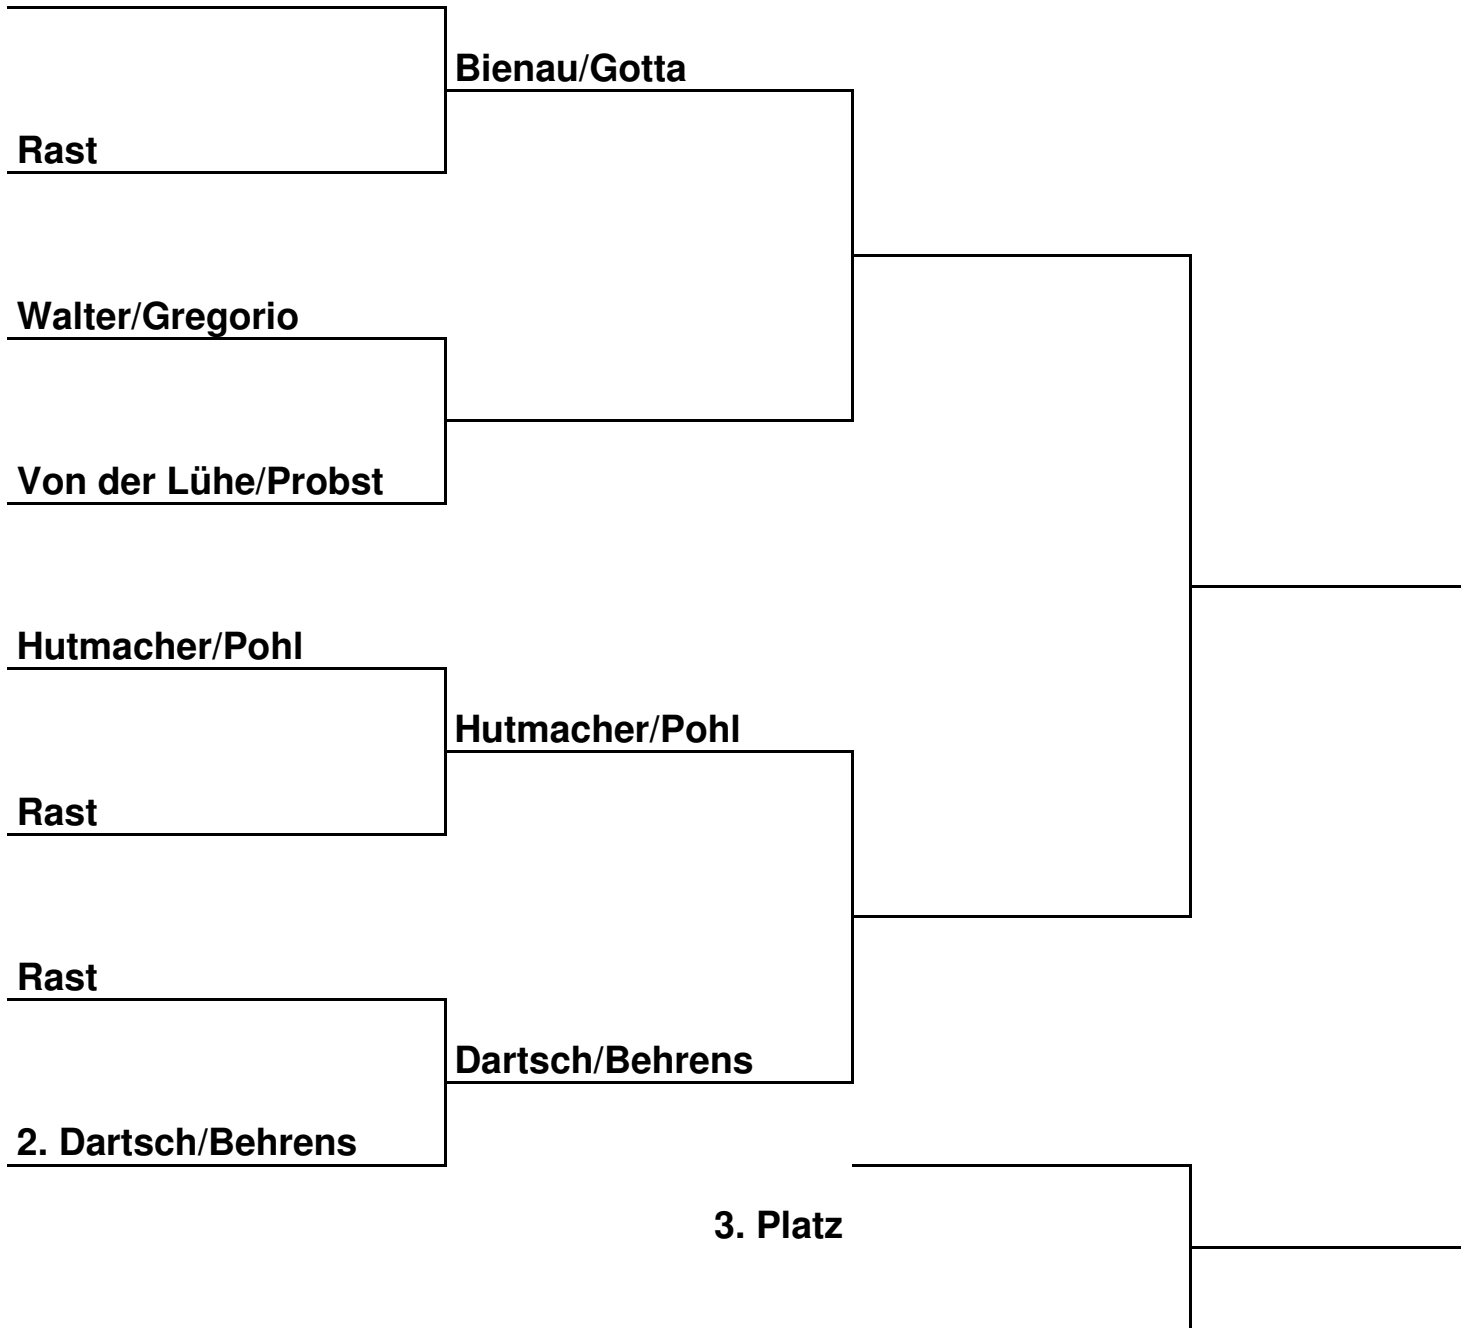 Bienau/Gotta
Rast
Walter/Gregorio
Von der Lühe/Probst
Hutmacher/Pohl
Hutmacher/Pohl
Rast
Rast
Dartsch/Behrens
2. Dartsch/Behrens
3. Platz